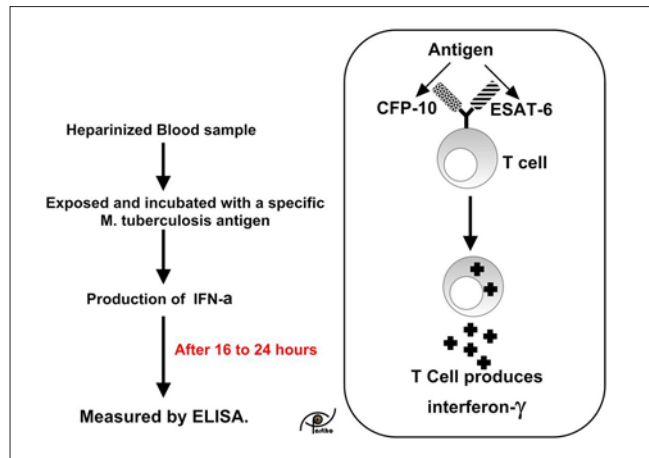 Heparinized Blood sample
Exposed and incubated with a specific
M. tuberculosis antigen
Production of IFN-a
After 16 to 24 hours
Measured by ELISA.
Antigen
CFP-10
ESAT-6
T cell
T Cell produces
interferon-γ